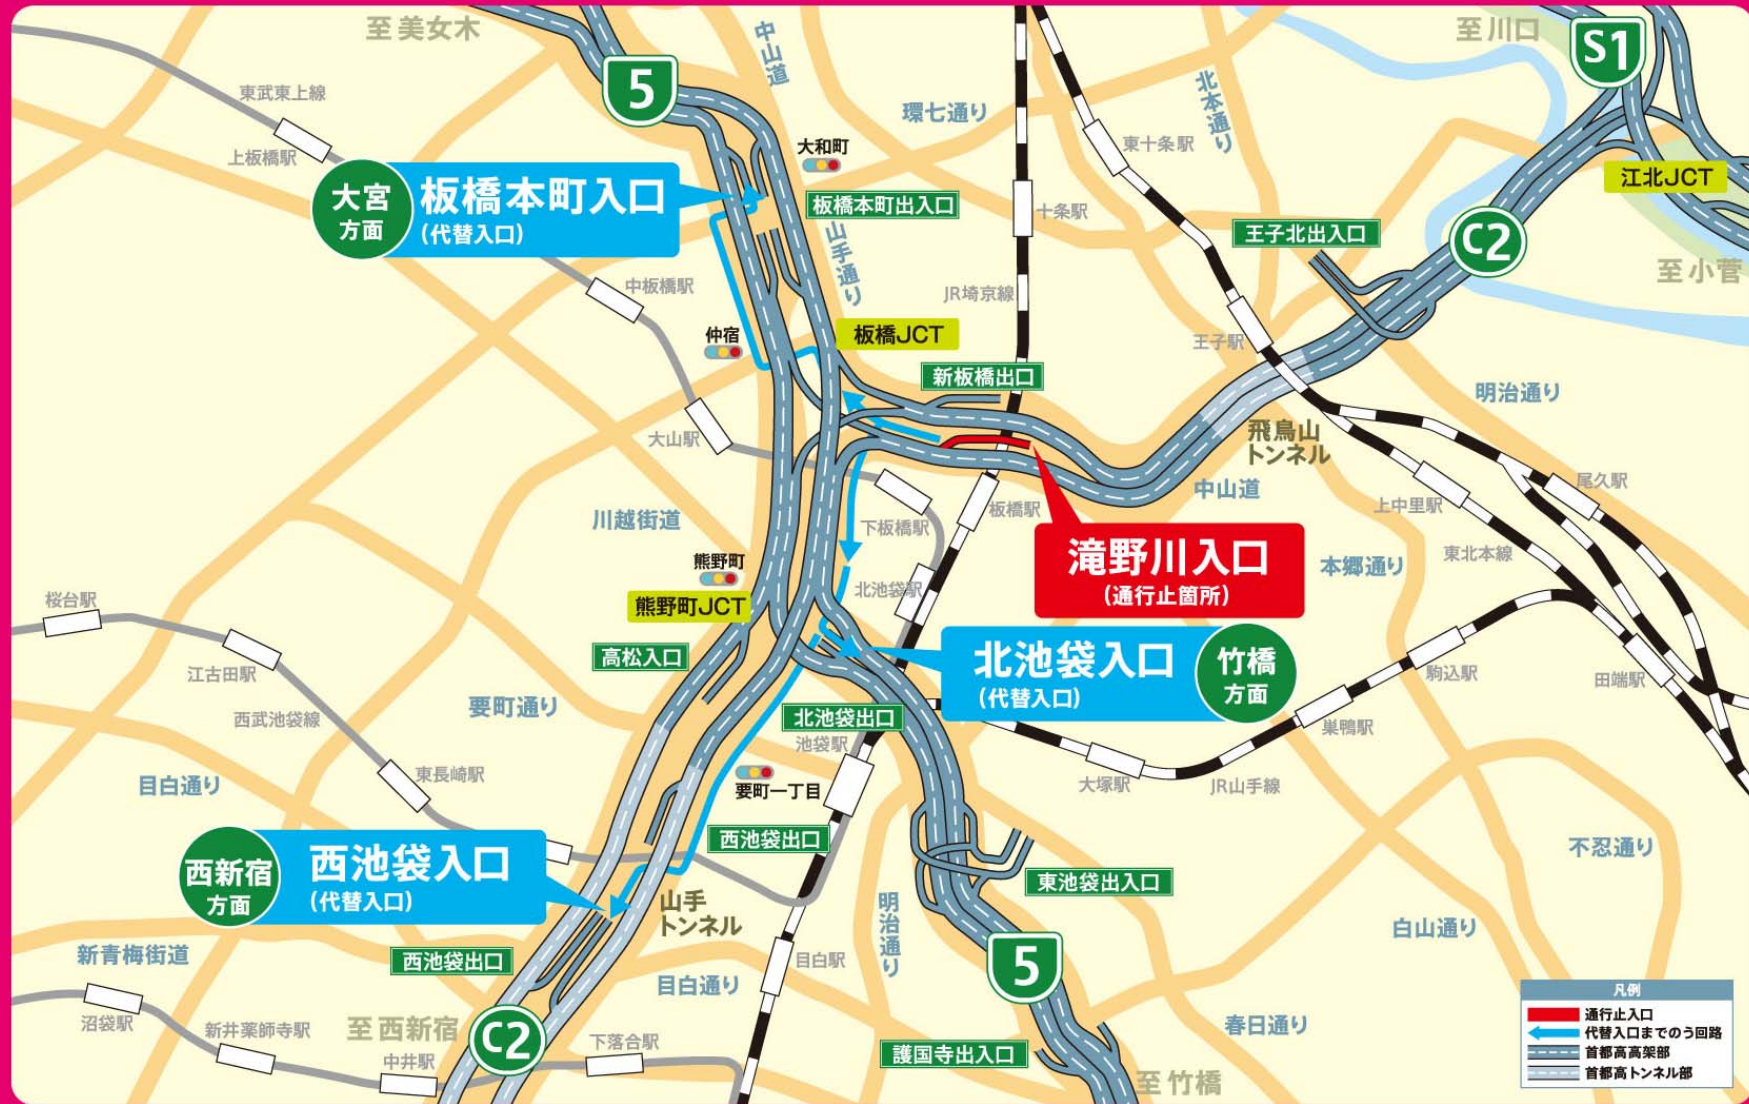 至美女木
5
中山道
環七通り
北本通り
至川口
S1
東武東上線
上板橋駅
大和町
東十条駅
江北JCT
大宮
方面
板橋本町入口
(代替入口)
板橋本町出入口
十条駅
王子北出入口
C2
至小菅
山手通り
中板橋駅
JR埼京線
仲宿
板橋JCT
王子駅
新板橋出口
明治通り
大山駅
飛鳥山
トンネル
中山道
尾久駅
川越街道
下板橋駅
板橋駅
上中里駅
滝野川入口
(通行止箇所)
本郷通り
東北本線
熊野町
熊野町JCT
北池袋駅
桜台駅
高松入口
北池袋入口
(代替入口)
竹橋
方面
江古田駅
駒込駅
田端駅
要町通り
西武池袋線
北池袋出口
池袋駅
巣鴨駅
目白通り
東長崎駅
要町一丁目
大塚駅
JR山手線
西池袋出口
不忍通り
西新宿
方面
西池袋入口
(代替入口)
東池袋出入口
山手
トンネル
明治通り
白山通り
新青梅街道
西池袋出口
目白駅
目白通り
5
沼袋駅
新井薬師寺駅
至西新宿
中井駅
C2
下落合駅
護国寺出入口
春日通り
至竹橋
凡例
通行止入口
代替入口までのう回路
首都高高架部
首都高トンネル部